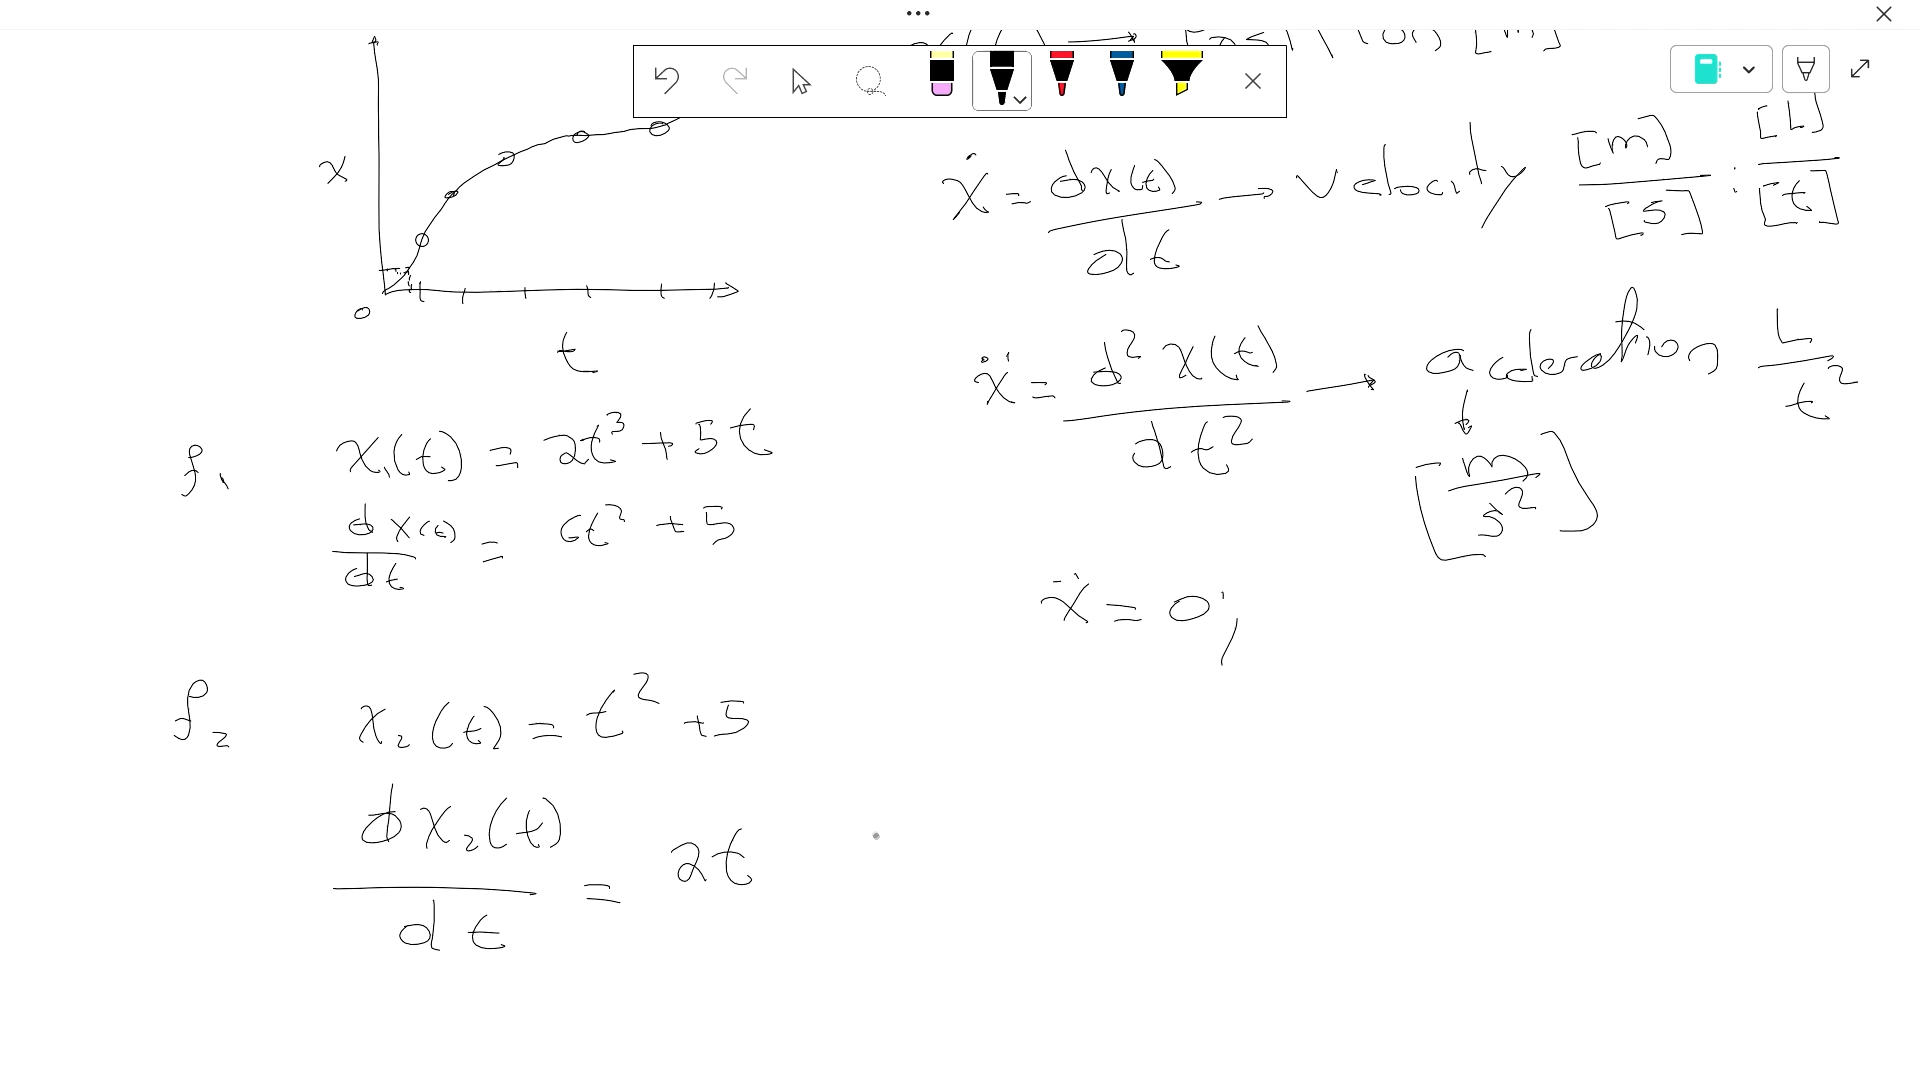 x
0
t
f₁ x₁(t) = 2t³ + 5t
dx(t)/dt = 6t² + 5
f₂ x₂(t) = t² + 5
dx₂(t)/dt = 2t
[m]
ẋ = dx(t)/dt → velocity [m]/[s] : [L]/[t]
ẍ = d²x(t)/dt² → accleration L/t²
[m/s²]
ẍ = 0;